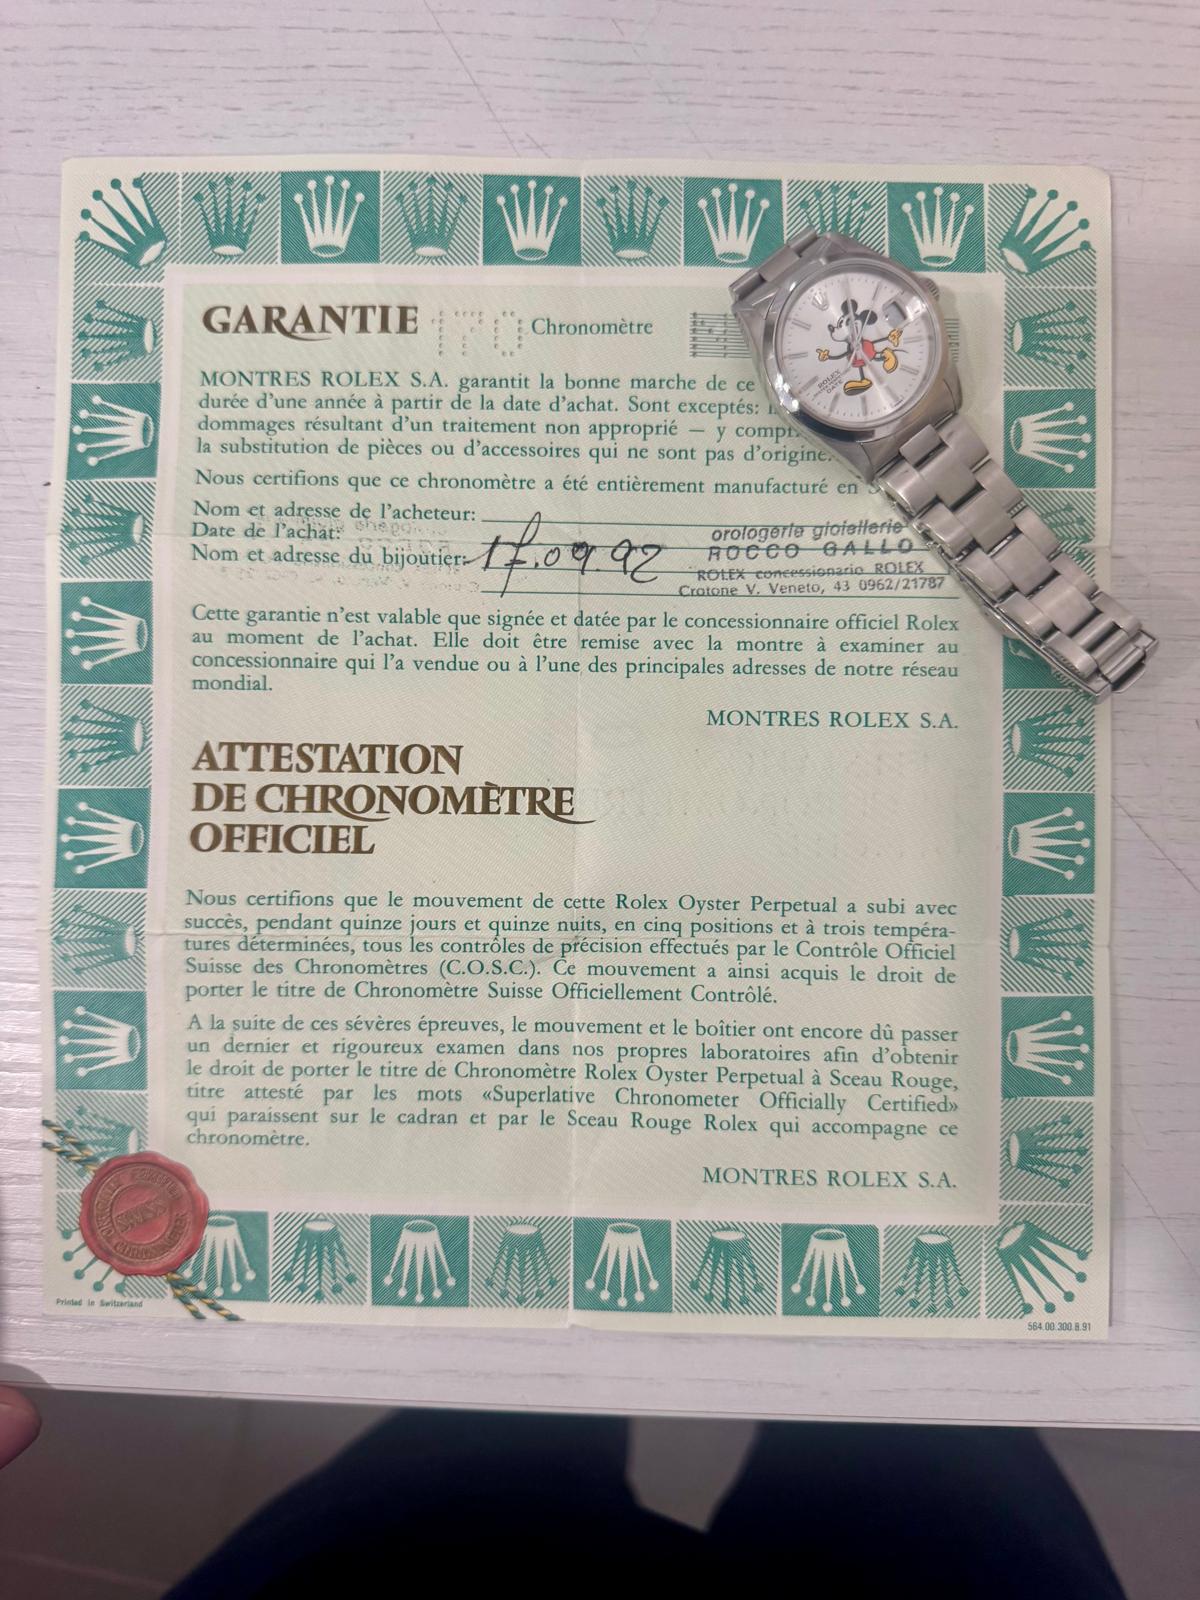 GARANTIE 170 Chronomètre
MONTRES ROLEX S.A. garantit la bonne marche de ce
durée d'une année à partir de la date d'achat. Sont exceptés:
dommages résultant d'un traitement non approprié — y compr
la substitution de pièces ou d'accessoires qui ne sont pas d'origine.
Nous certifions que ce chronomètre a été entièrement manufacturé en S
Nom et adresse de l'acheteur:
Date de l'achat:
Nom et adresse du bijoutier:
17.09.92
orologerie gioiellerie
ROCCO GALLO
ROLEX concessionario ROLEX
Crotone V. Veneto, 43 0962/21787
Cette garantie n'est valable que signée et datée par le concessionnaire officiel Rolex
au moment de l'achat. Elle doit être remise avec la montre à examiner au
concessionnaire qui l'a vendue ou à l'une des principales adresses de notre réseau
mondial.
MONTRES ROLEX S.A.
ATTESTATION
DE CHRONOMÈTRE
OFFICIEL
Nous certifions que le mouvement de cette Rolex Oyster Perpetual a subi avec
succès, pendant quinze jours et quinze nuits, en cinq positions et à trois tempéra-
tures déterminées, tous les contrôles de précision effectués par le Contrôle Officiel
Suisse des Chronomètres (C.O.S.C.). Ce mouvement a ainsi acquis le droit de
porter le titre de Chronomètre Suisse Officiellement Contrôlé.
A la suite de ces sévères épreuves, le mouvement et le boîtier ont encore dû passer
un dernier et rigoureux examen dans nos propres laboratoires afin d'obtenir
le droit de porter le titre de Chronomètre Rolex Oyster Perpetual à Sceau Rouge,
titre attesté par les mots «Superlative Chronometer Officially Certified»
qui paraissent sur le cadran et par le Sceau Rouge Rolex qui accompagne ce
chronomètre.
MONTRES ROLEX S.A.
SWISS
Printed in Switzerland
564.00.300.8.91
ROLEX
DATE